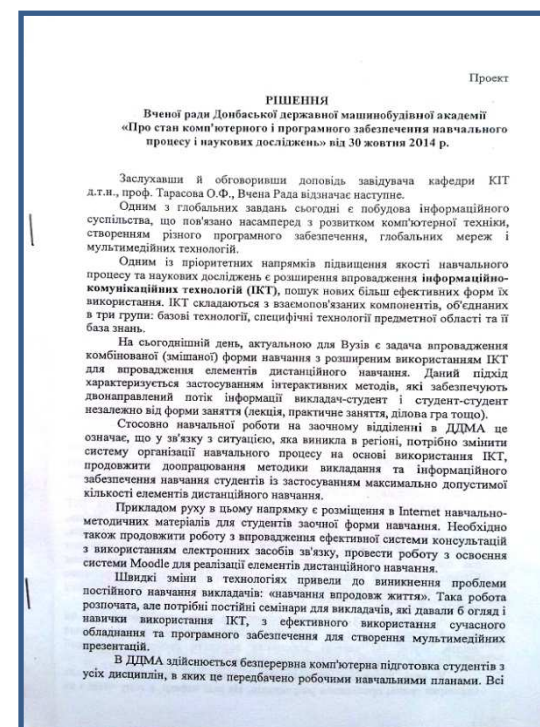 Проект
РІШЕННЯ
Вченої ради Донбаської державної машинобудівної академії
«Про стан комп'ютерного і програмного забезпечення навчального
процесу і наукових досліджень» від 30 жовтня 2014 р.
Заслухавши й обговоривши доповідь завідувача кафедри КІТ
д.т.н., проф. Тарасова О.Ф., Вчена Рада відзначає наступне.
Одним з глобальних завдань сьогодні є побудова інформаційного
суспільства, що пов'язано насамперед з розвитком комп'ютерної техніки,
створенням різного програмного забезпечення, глобальних мереж і
мультимедійних технологій.
Одним із пріоритетних напрямків підвищення якості навчального
процесу та наукових досліджень є розширення впровадження інформаційно-
комунікаційних технологій (ІКТ), пошук нових більш ефективних форм їх
використання. ІКТ складаються з взаємопов'язаних компонентів, об'єднаних
в три групи: базові технології, специфічні технології предметної області та її
база знань.
На сьогоднішній день, актуальною для Вузів є задача впровадження
комбінованої (змішаної) форми навчання з розширеним використанням ІКТ
для впровадження елементів дистанційного навчання. Даний підхід
характеризується застосуванням інтерактивних методів, які забезпечують
двонаправлений потік інформації викладач-студент і студент-студент
незалежно від форми заняття (лекція, практичне заняття, ділова гра тощо).
Стосовно навчальної роботи на заочному відділенні в ДДМА це
означає, що у зв'язку з ситуацією, яка виникла в регіоні, потрібно змінити
систему організації навчального процесу на основі використання ІКТ,
продовжити доопрацювання методики викладання та інформаційного
забезпечення навчання студентів із застосуванням максимально допустимої
кількості елементів дистанційного навчання.
Прикладом руху в цьому напрямку є розміщення в Internet навчально-
методичних матеріалів для студентів заочної форми навчання. Необхідно
також продовжити роботу з впровадження ефективної системи консультацій
з використанням електронних засобів зв'язку, провести роботу з освоєння
системи Moodle для реалізації елементів дистанційного навчання.
Швидкі зміни в технологіях привели до виникнення проблеми
постійного навчання викладачів: «навчання впродовж життя». Така робота
розпочата, але потрібні постійні семінари для викладачів, які давали б огляд і
навички використання ІКТ, з ефективного використання сучасного
обладнання та програмного забезпечення для створення мультимедійних
презентацій.
В ДДМА здійснюється безперервна комп'ютерна підготовка студентів з
усіх дисциплін, в яких це передбачено робочими навчальними планами. Всі